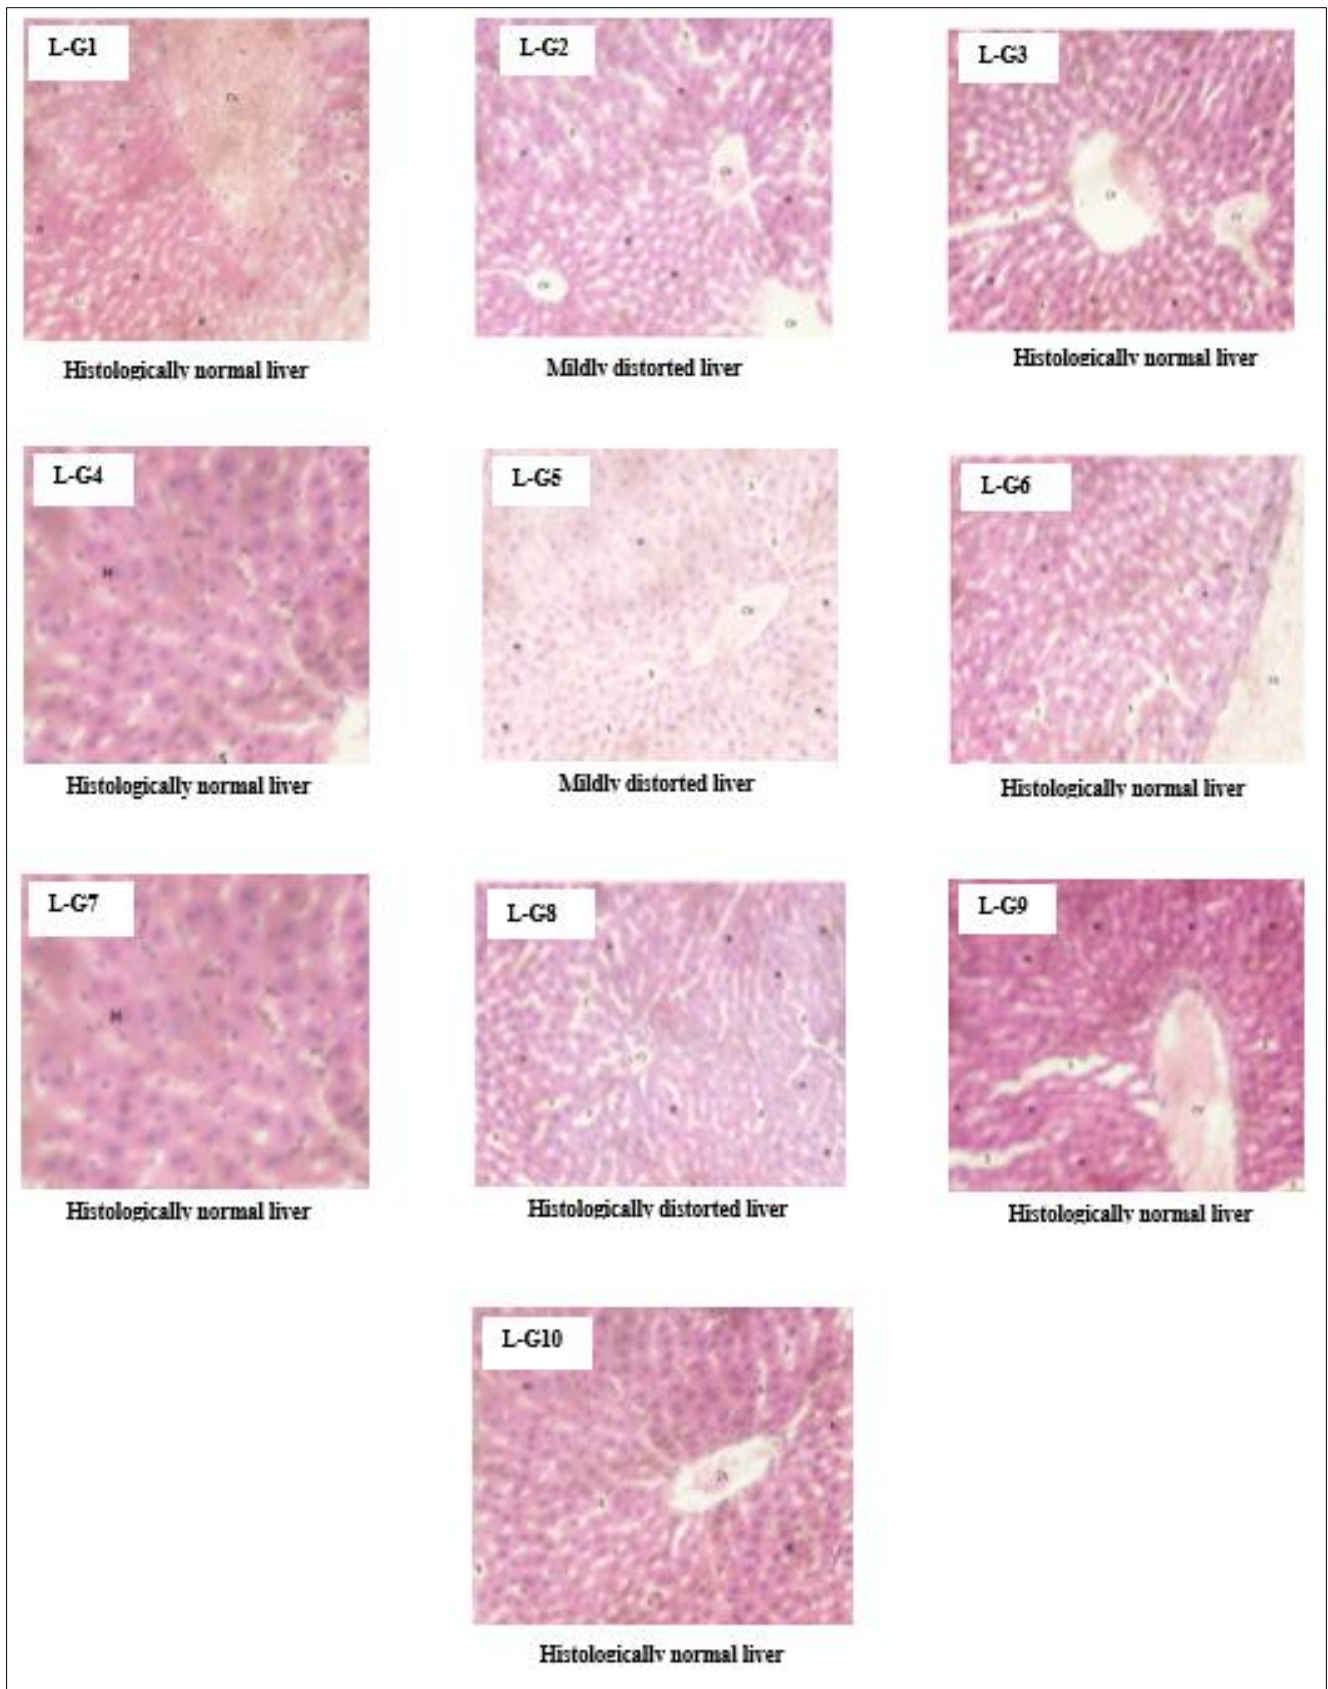 L-G1
L-G2
L-G3
Histologically normal liver
Mildly distorted liver
Histologically normal liver
L-G4
L-G5
L-G6
Histologically normal liver
Mildly distorted liver
Histologically normal liver
L-G7
L-G8
L-G9
Histologically normal liver
Histologically distorted liver
Histologically normal liver
L-G10
Histologically normal liver